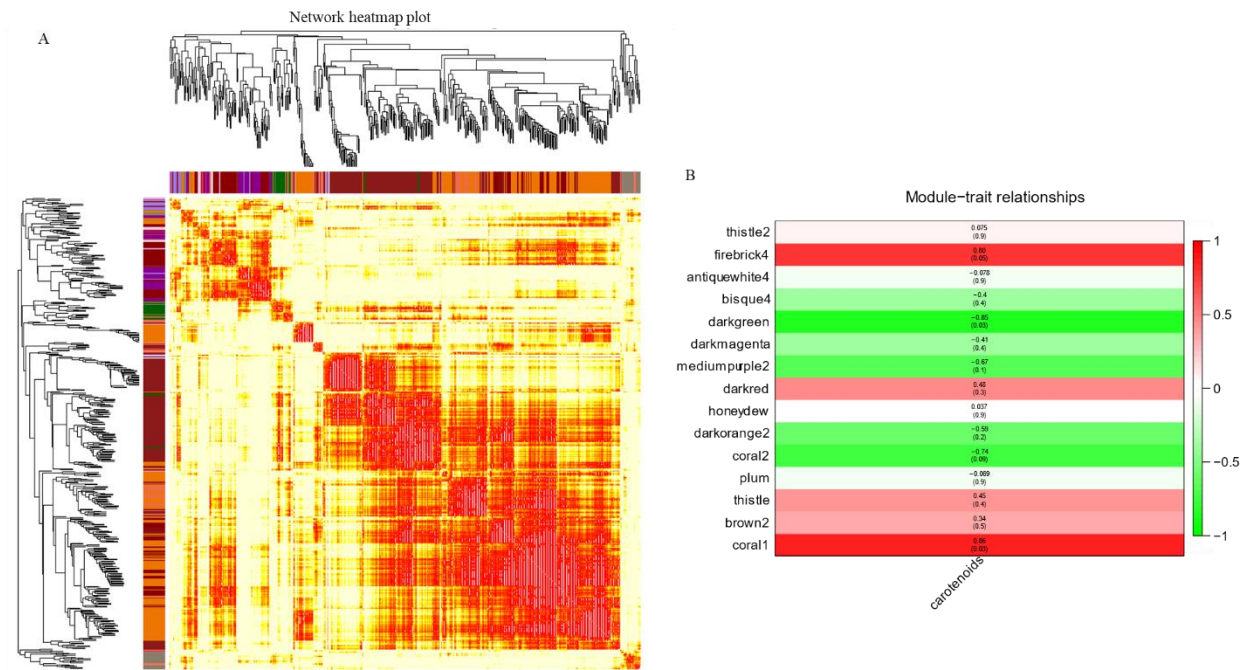 Network heatmap plot
A
B
Module-trait relationships
thistle2
0.075
(0.9)
firebrick4
0.80
(0.05)
antiquewhite4
−0.078
(0.9)
bisque4
−0.4
(0.4)
darkgreen
−0.85
(0.03)
darkmagenta
−0.41
(0.4)
mediumpurple2
−0.67
(0.1)
darkred
0.48
(0.3)
honeydew
0.037
(0.9)
darkorange2
−0.59
(0.2)
coral2
−0.74
(0.09)
plum
−0.069
(0.9)
thistle
0.45
(0.4)
brown2
0.34
(0.5)
coral1
0.86
(0.03)
carotenoids
1
0.5
0
−0.5
−1